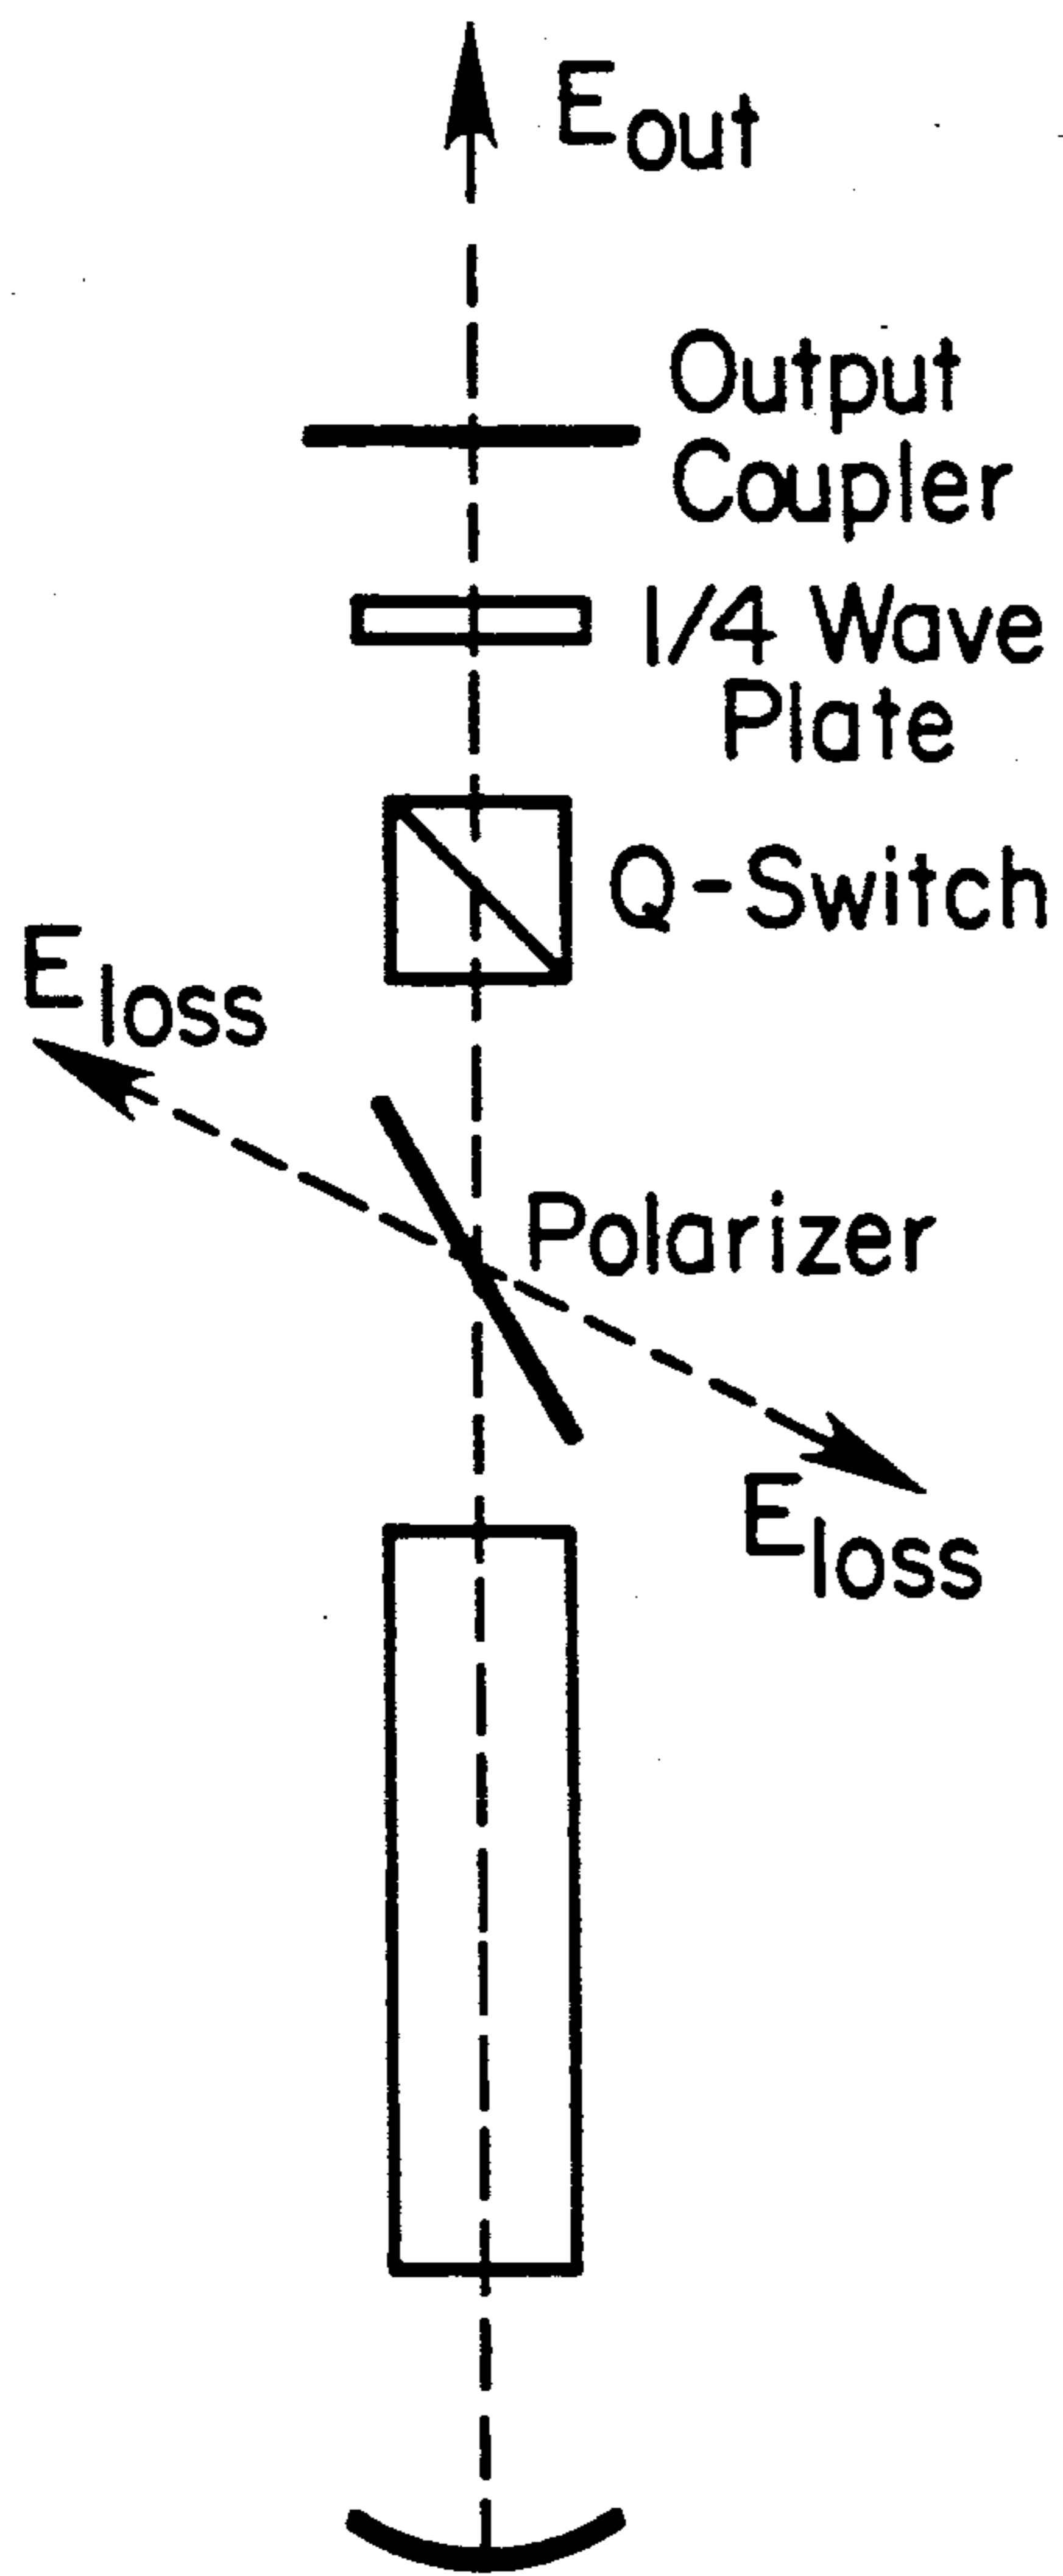 Eout
Output
Coupler
1/4 Wave
Plate
Q-Switch
Eloss
Polarizer
Eloss